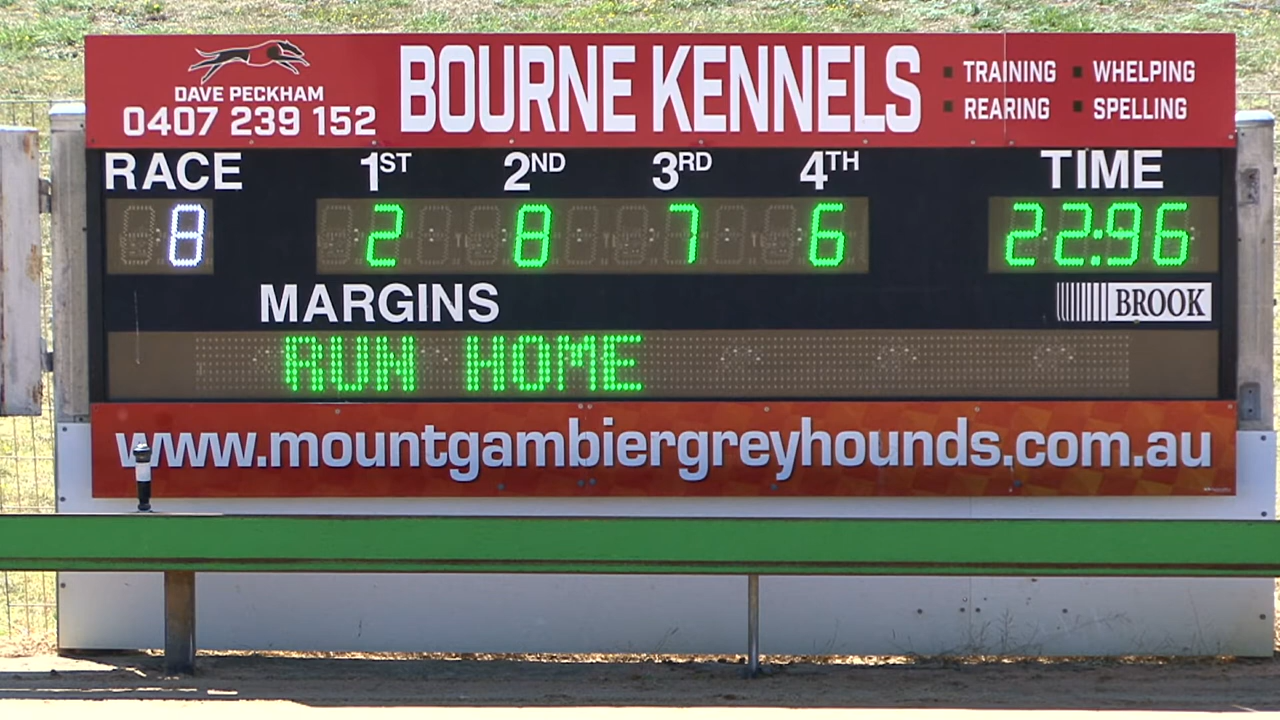 DAVE PECKHAM
0407 239 152
BOURNE KENNELS
TRAINING WHELPING
REARING SPELLING
RACE 1ST 2ND 3RD 4TH TIME
8 2 8 7 6 22:96
MARGINS
BROOK
RUN HOME
www.mountgambiergreyhounds.com.au